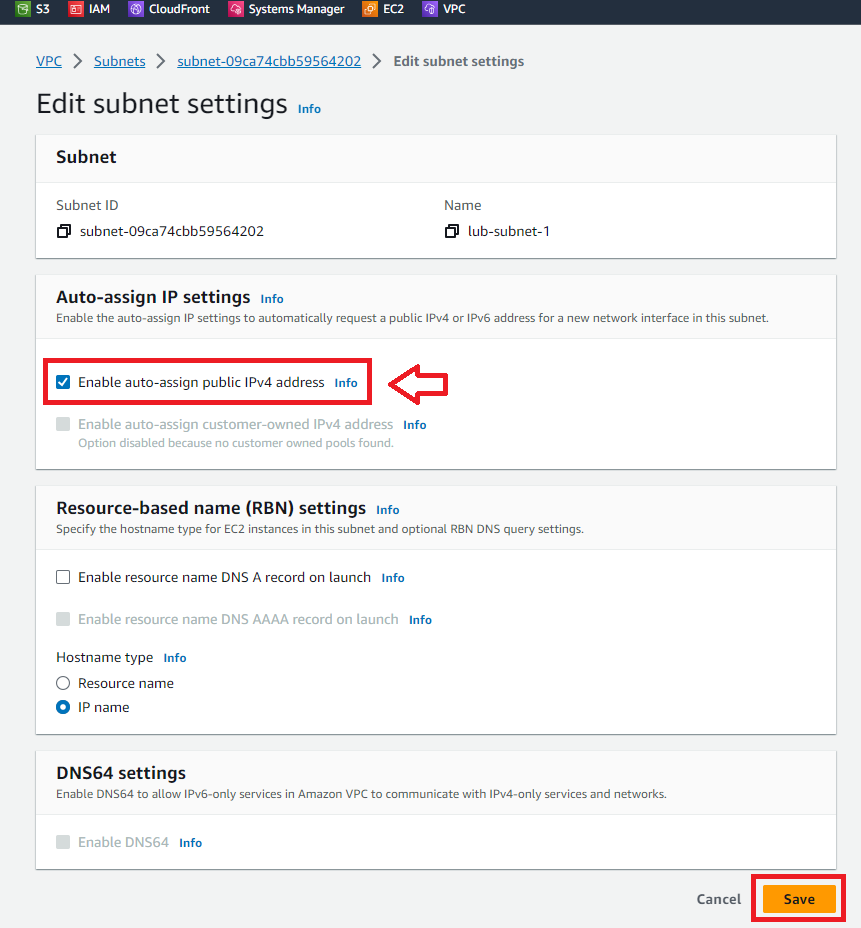 S3 IAM CloudFront Systems Manager EC2 VPC
VPC > Subnets > subnet-09ca74cbb59564202 > Edit subnet settings
Edit subnet settings Info
Subnet
Subnet ID
subnet-09ca74cbb59564202
Name
lub-subnet-1
Auto-assign IP settings Info
Enable the auto-assign IP settings to automatically request a public IPv4 or IPv6 address for a new network interface in this subnet.
Enable auto-assign public IPv4 address Info
Enable auto-assign customer-owned IPv4 address Info
Option disabled because no customer owned pools found.
Resource-based name (RBN) settings Info
Specify the hostname type for EC2 instances in this subnet and optional RBN DNS query settings.
Enable resource name DNS A record on launch Info
Enable resource name DNS AAAA record on launch Info
Hostname type Info
Resource name
IP name
DNS64 settings
Enable DNS64 to allow IPv6-only services in Amazon VPC to communicate with IPv4-only services and networks.
Enable DNS64 Info
Cancel Save